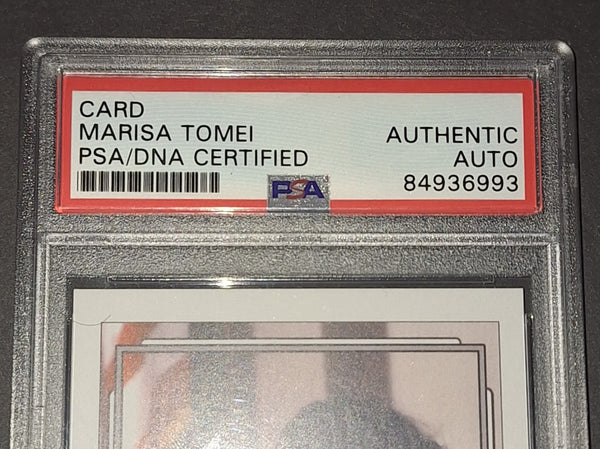 CARD
MARISA TOMEI
PSA/DNA CERTIFIED
AUTHENTIC
AUTO
84936993
PSA